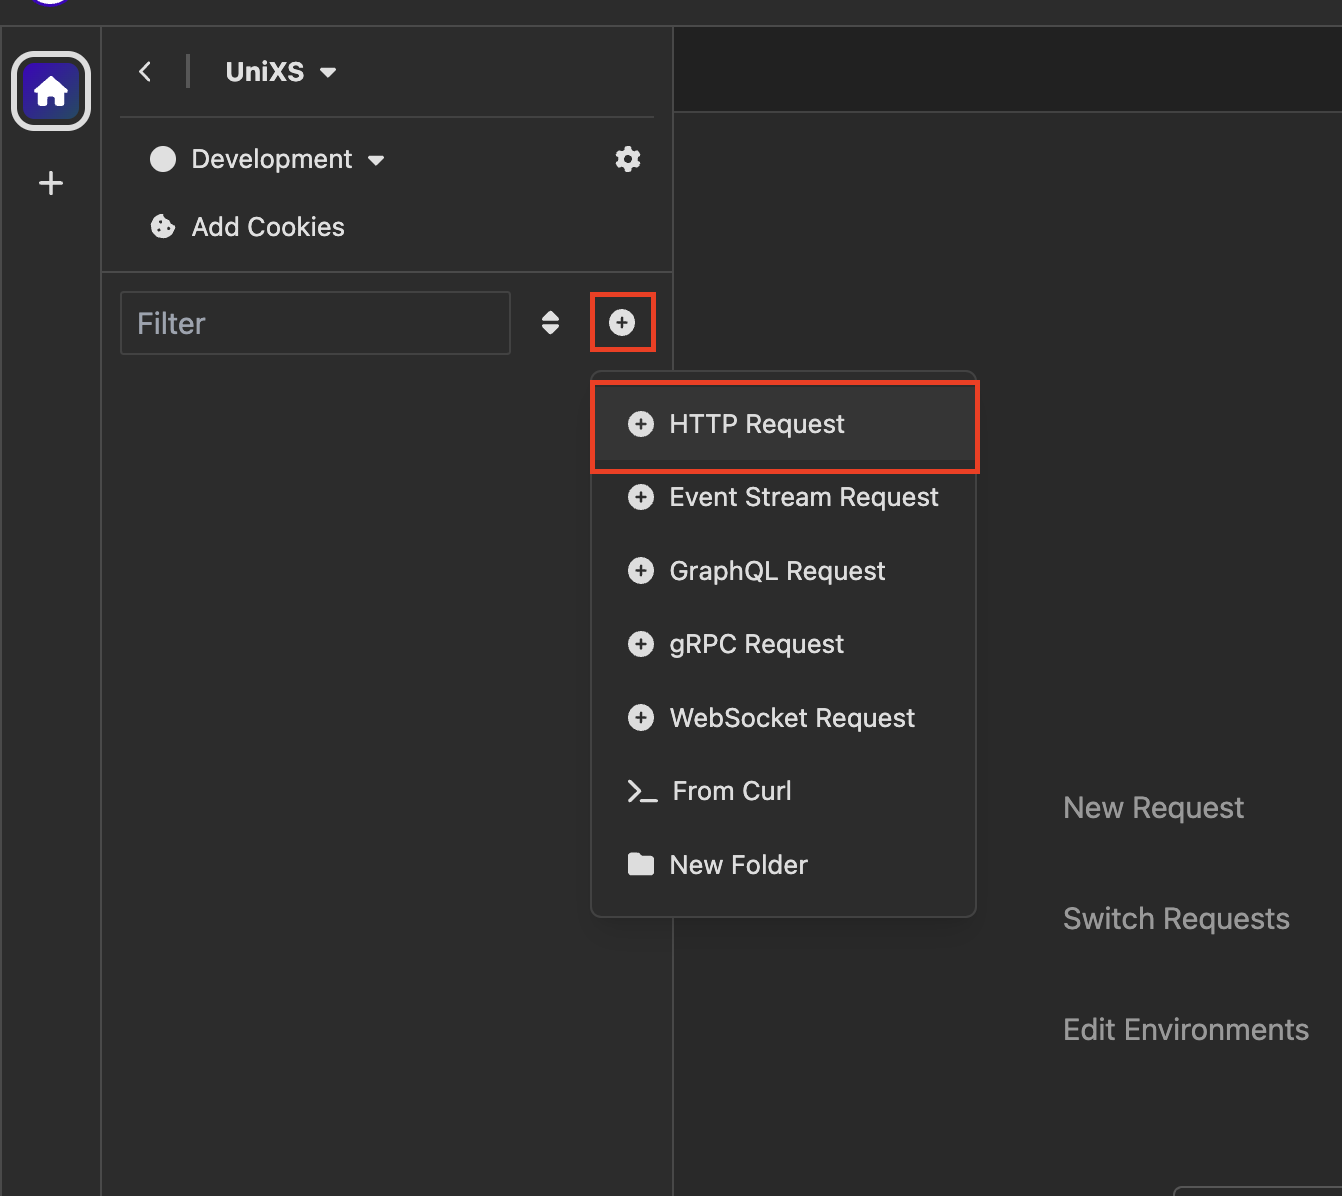 UniXS
Development
Add Cookies
Filter
HTTP Request
Event Stream Request
GraphQL Request
gRPC Request
WebSocket Request
From Curl
New Folder
New Request
Switch Requests
Edit Environments